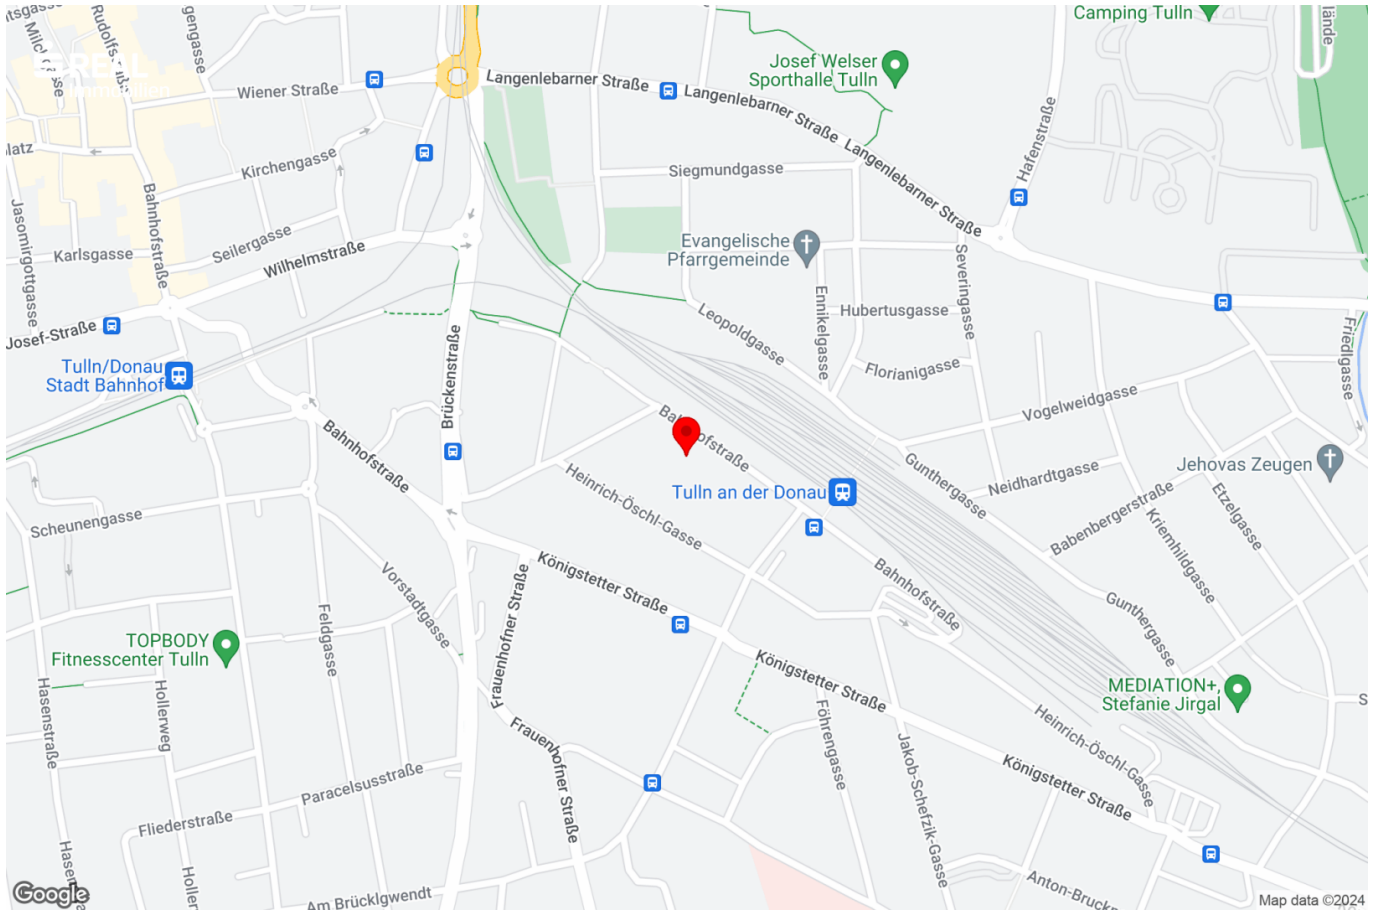 Rudolfstraße
Camping Tulln
Josef Welser
Sporthalle Tulln
Langenlebarner Straße
Langenlebarner Straße
Langenlebarner Straße
Wiener Straße
REAL
Immobilien
Hafenstraße
Kirchengasse
Siegmundgasse
Bahnhofstraße
Jasomirgottgasse
Karlsgasse
Seilergasse
Wilhelmstraße
Evangelische
Pfarrgemeinde
Severingasse
Ennikelgasse
Hubertusgasse
Leopoldgasse
Josef-Straße
Friedlgasse
Tulln/Donau
Stadt Bahnhof
Brückenstraße
Florianigasse
Vogelweidgasse
Bahnhofstraße
Bahnhofstraße
Gunthergasse
Neidhardtgasse
Jehovas Zeugen
Heinrich-Öschl-Gasse
Tulln an der Donau
Babenbergerstraße
Kriemhildgasse
Etzelgasse
Scheunengasse
Vorstadtgasse
Königstetter Straße
Bahnhofstraße
Gunthergasse
Feldgasse
Frauenhofner Straße
TOPBODY
Fitnesscenter Tulln
Königstetter Straße
MEDIATION+,
Stefanie Jirgal
Hasenstraße
Hollerweg
Föhrengasse
Heinrich-Öschl-Gasse
Frauenhofner Straße
Jakob-Schefzik-Gasse
Königstetter Straße
Paracelsusstraße
Fliederstraße
Am Brücklgwendt
Google
Map data ©2024